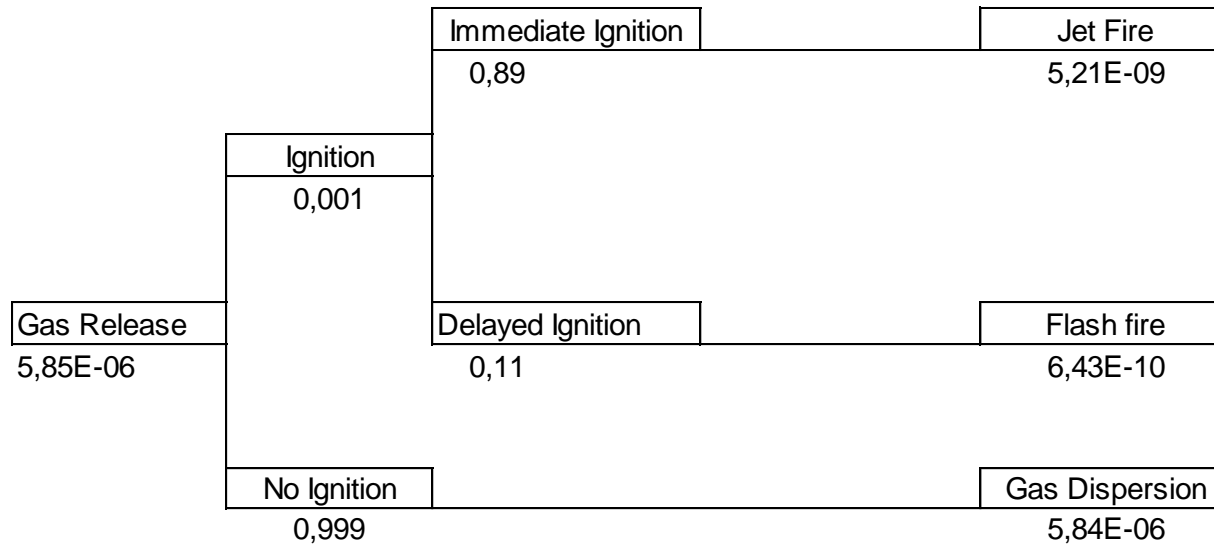 Immediate Ignition
Jet Fire
0,89
5,21E-09
Ignition
0,001
Gas Release
Delayed Ignition
Flash fire
5,85E-06
0,11
6,43E-10
No Ignition
Gas Dispersion
0,999
5,84E-06